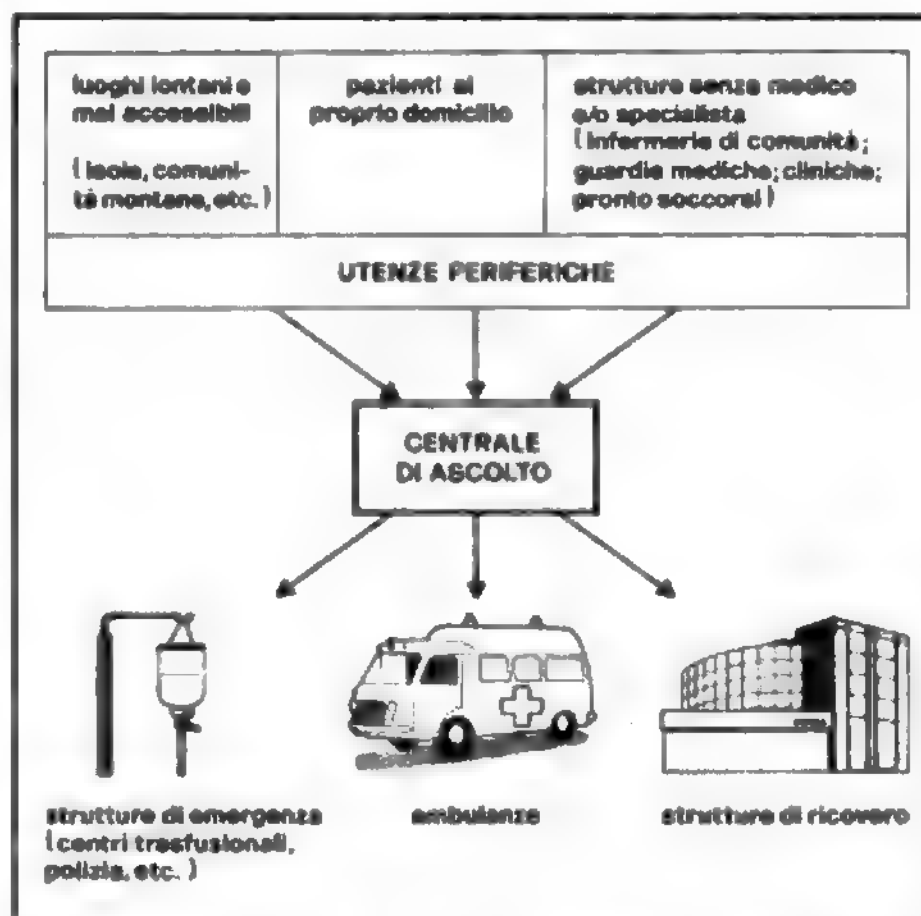 luoghi lontani e
mal accessibili
(isole, comuni-
tà montane, etc.)
pazienti al
proprio domicilio
strutture senza medico
e/o specialista
(infermerie di comunità;
guardie mediche; cliniche;
pronto soccorsi)
UTENZE PERIFERICHE
CENTRALE
DI ASCOLTO
strutture di emergenza
(centri trasfusionali,
polizia, etc.)
ambulanze
strutture di ricovero